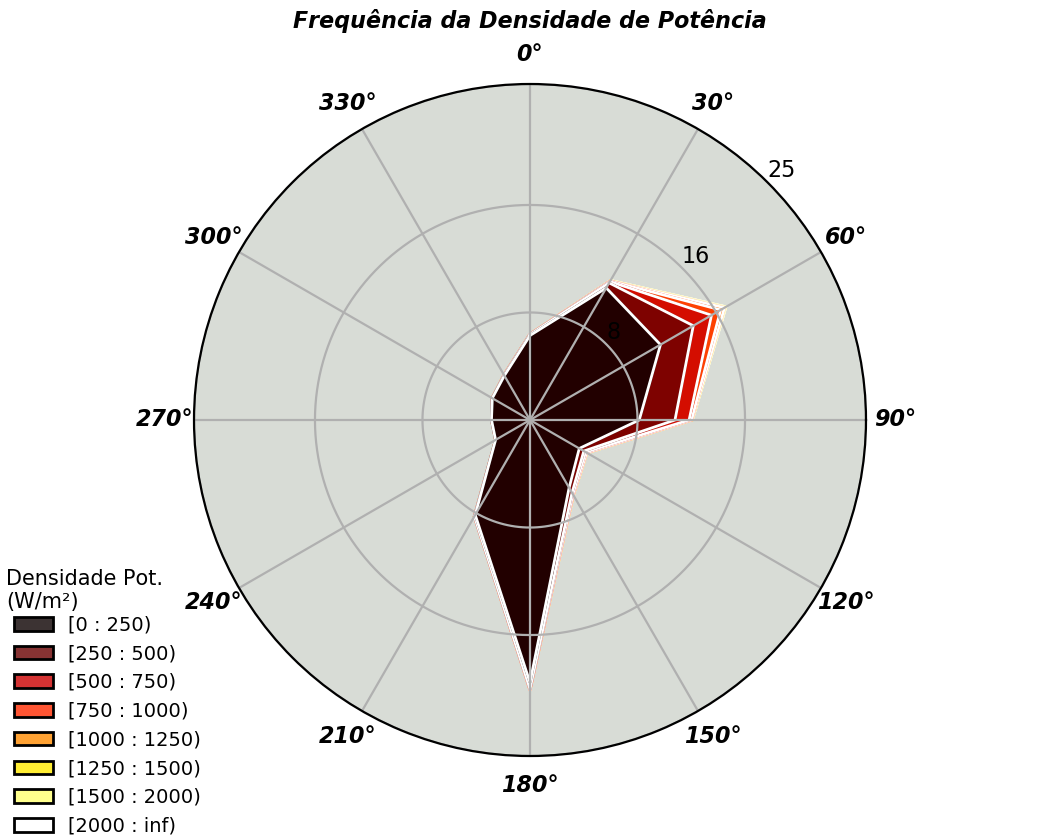 Frequência da Densidade de Potência
0°
330°
30°
25
300°
60°
16
8
270°
90°
240°
120°
210°
150°
180°
Densidade Pot.
(W/m²)
[0 : 250)
[250 : 500)
[500 : 750)
[750 : 1000)
[1000 : 1250)
[1250 : 1500)
[1500 : 2000)
[2000 : inf)